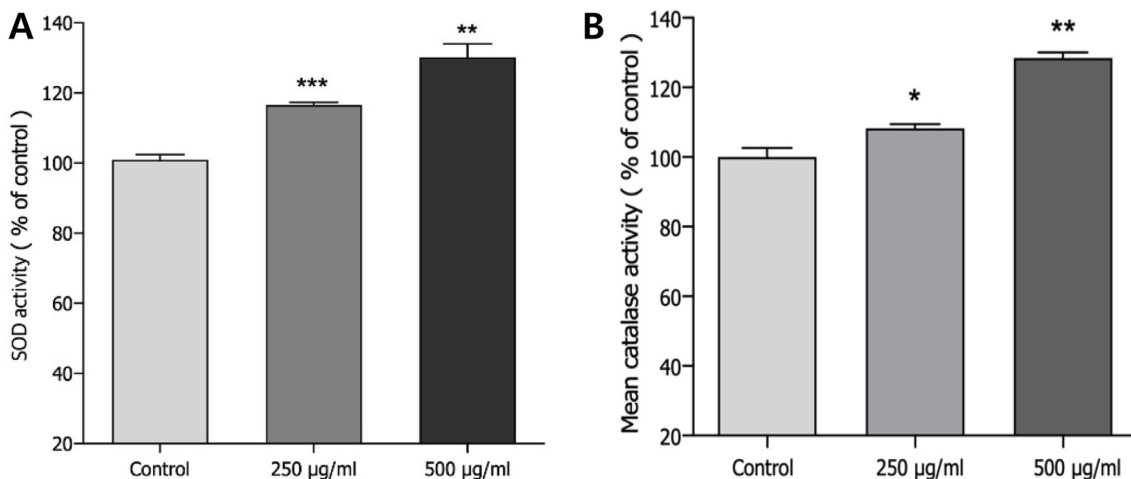 A
SOD activity ( % of control)
140
120
100
80
60
40
20
***
**
Control
250 µg/ml
500 µg/ml
B
Mean catalase activity ( % of control)
140
120
100
80
60
40
20
*
**
Control
250 µg/ml
500 µg/ml